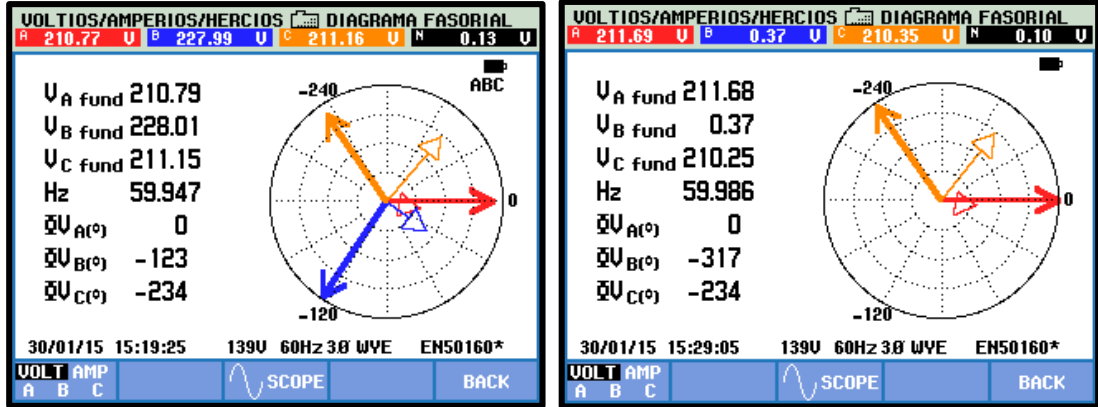 VOLTIOS/AMPERIOS/HERCIOS DIAGRAMA FASORIAL
A 210.77 V B 227.99 V C 211.16 V N 0.13 V
ABC
VA fund 210.79
VB fund 228.01
VC fund 211.15
Hz 59.947
ΦVA(°) 0
ΦVB(°) -123
ΦVC(°) -234
-240
0
-120
30/01/15 15:19:25 139V 60Hz 3Ø WYE EN50160*
VOLT AMP
A B C
SCOPE
BACK
VOLTIOS/AMPERIOS/HERCIOS DIAGRAMA FASORIAL
A 211.69 V B 0.37 V C 210.35 V N 0.10 V
VA fund 211.68
VB fund 0.37
VC fund 210.25
Hz 59.986
ΦVA(°) 0
ΦVB(°) -317
ΦVC(°) -234
-240
0
-120
30/01/15 15:29:05 139V 60Hz 3Ø WYE EN50160*
VOLT AMP
A B C
SCOPE
BACK